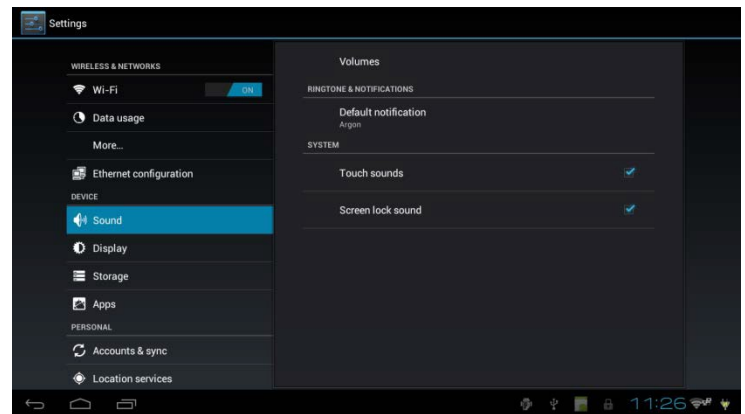 Settings
WIRELESS & NETWORKS
Wi-Fi ON
Data usage
More...
Ethernet configuration
DEVICE
Sound
Display
Storage
Apps
PERSONAL
Accounts & sync
Location services
Volumes
RINGTONE & NOTIFICATIONS
Default notification
Argon
SYSTEM
Touch sounds
Screen lock sound
11:26